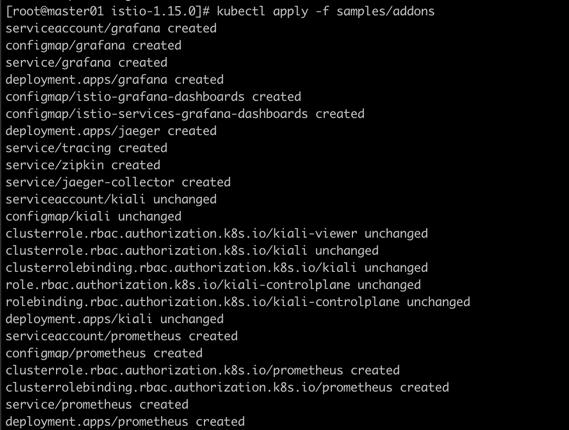 [root@master01 istio-1.15.0]# kubectl apply -f samples/addons
serviceaccount/grafana created
configmap/grafana created
service/grafana created
deployment.apps/grafana created
configmap/istio-grafana-dashboards created
configmap/istio-services-grafana-dashboards created
deployment.apps/jaeger created
service/tracing created
service/zipkin created
service/jaeger-collector created
serviceaccount/kiali unchanged
configmap/kiali unchanged
clusterrole.rbac.authorization.k8s.io/kiali-viewer unchanged
clusterrole.rbac.authorization.k8s.io/kiali unchanged
clusterrolebinding.rbac.authorization.k8s.io/kiali unchanged
role.rbac.authorization.k8s.io/kiali-controlplane unchanged
rolebinding.rbac.authorization.k8s.io/kiali-controlplane unchanged
deployment.apps/kiali unchanged
serviceaccount/prometheus created
configmap/prometheus created
clusterrole.rbac.authorization.k8s.io/prometheus created
clusterrolebinding.rbac.authorization.k8s.io/prometheus created
service/prometheus created
deployment.apps/prometheus created